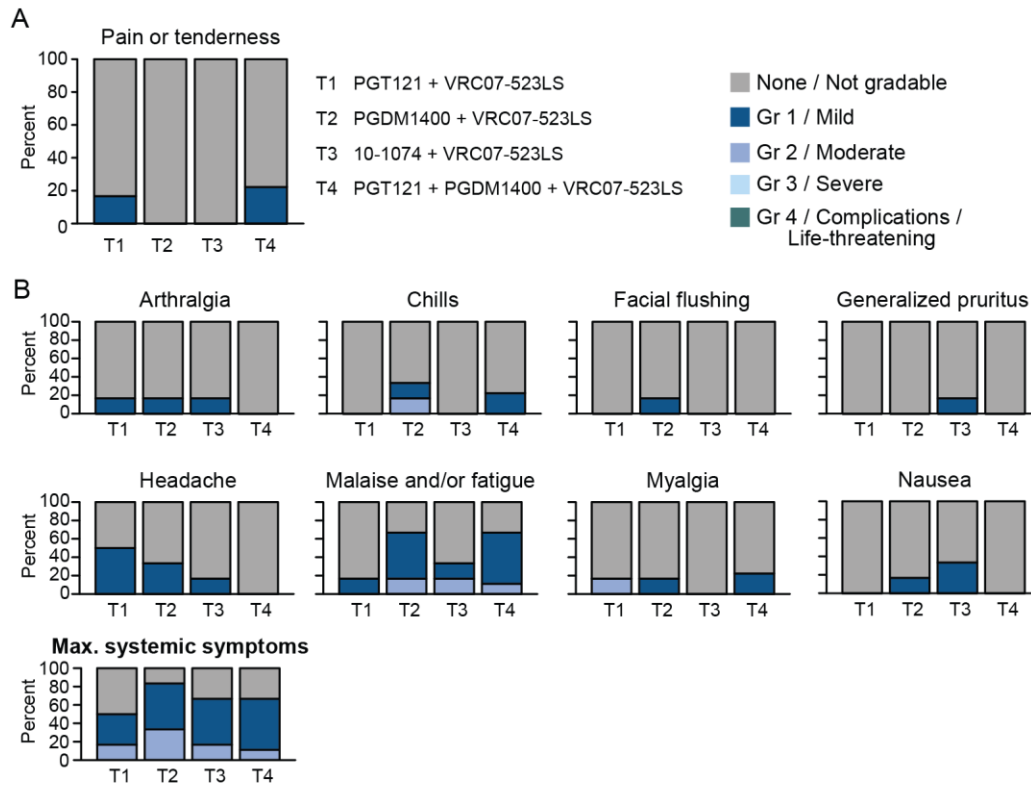 A
Pain or tenderness
100
80
60
40
20
0
Percent
T1 T2 T3 T4
T1 PGT121 + VRC07-523LS
T2 PGDM1400 + VRC07-523LS
T3 10-1074 + VRC07-523LS
T4 PGT121 + PGDM1400 + VRC07-523LS
None / Not gradable
Gr 1 / Mild
Gr 2 / Moderate
Gr 3 / Severe
Gr 4 / Complications /
Life-threatening
B
Arthralgia
100
80
60
40
20
0
Percent
T1 T2 T3 T4
Chills
T1 T2 T3 T4
Facial flushing
T1 T2 T3 T4
Generalized pruritus
T1 T2 T3 T4
Headache
100
80
60
40
20
0
Percent
T1 T2 T3 T4
Malaise and/or fatigue
T1 T2 T3 T4
Myalgia
T1 T2 T3 T4
Nausea
T1 T2 T3 T4
Max. systemic symptoms
100
80
60
40
20
0
Percent
T1 T2 T3 T4